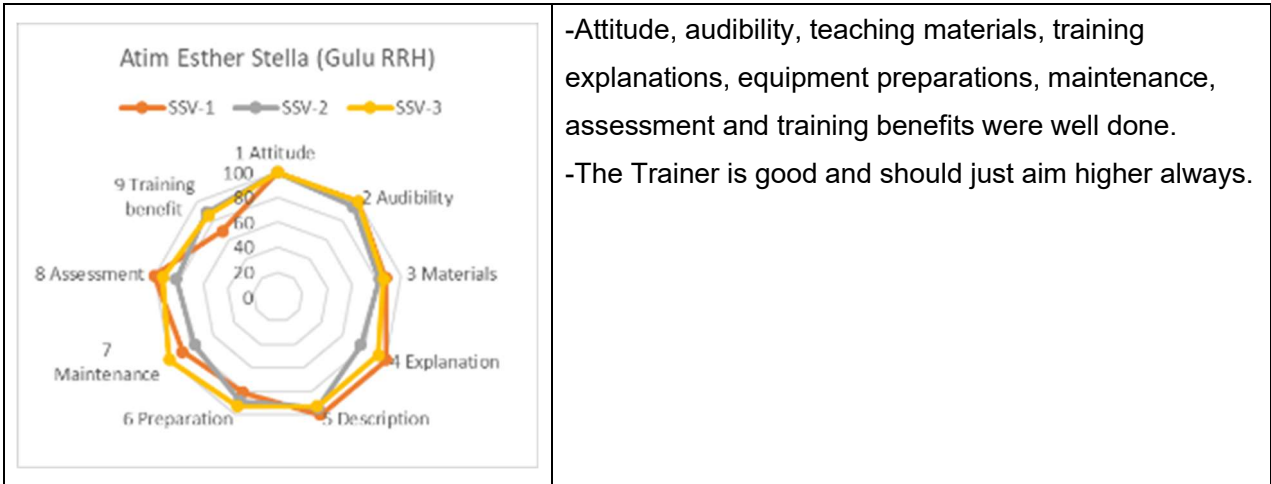 Atim Esther Stella (Gulu RRH)
SSV-1 SSV-2 SSV-3
1 Attitude
100
9 Training
benefit
80
2 Audibility
60
40
8 Assessment
20
3 Materials
0
7
Maintenance
4 Explanation
6 Preparation
5 Description
-Attitude, audibility, teaching materials, training
explanations, equipment preparations, maintenance,
assessment and training benefits were well done.
-The Trainer is good and should just aim higher always.